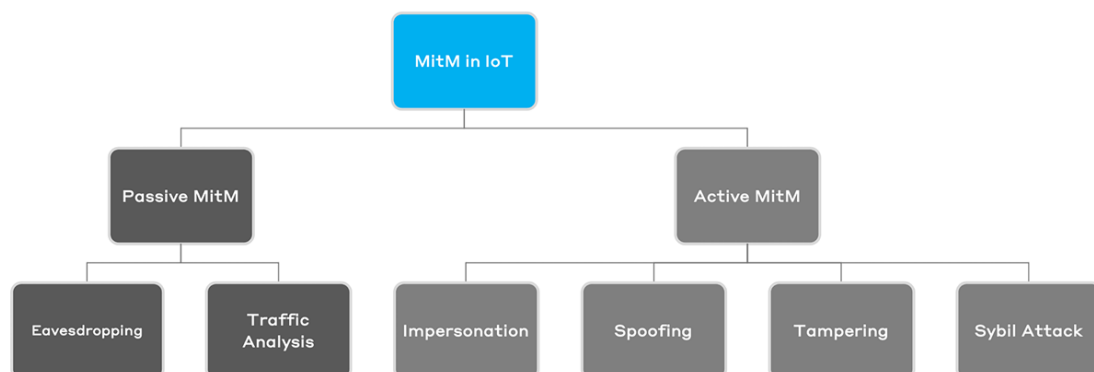 MitM in IoT
Passive MitM
Active MitM
Eavesdropping
Traffic
Analysis
Impersonation
Spoofing
Tampering
Sybil Attack